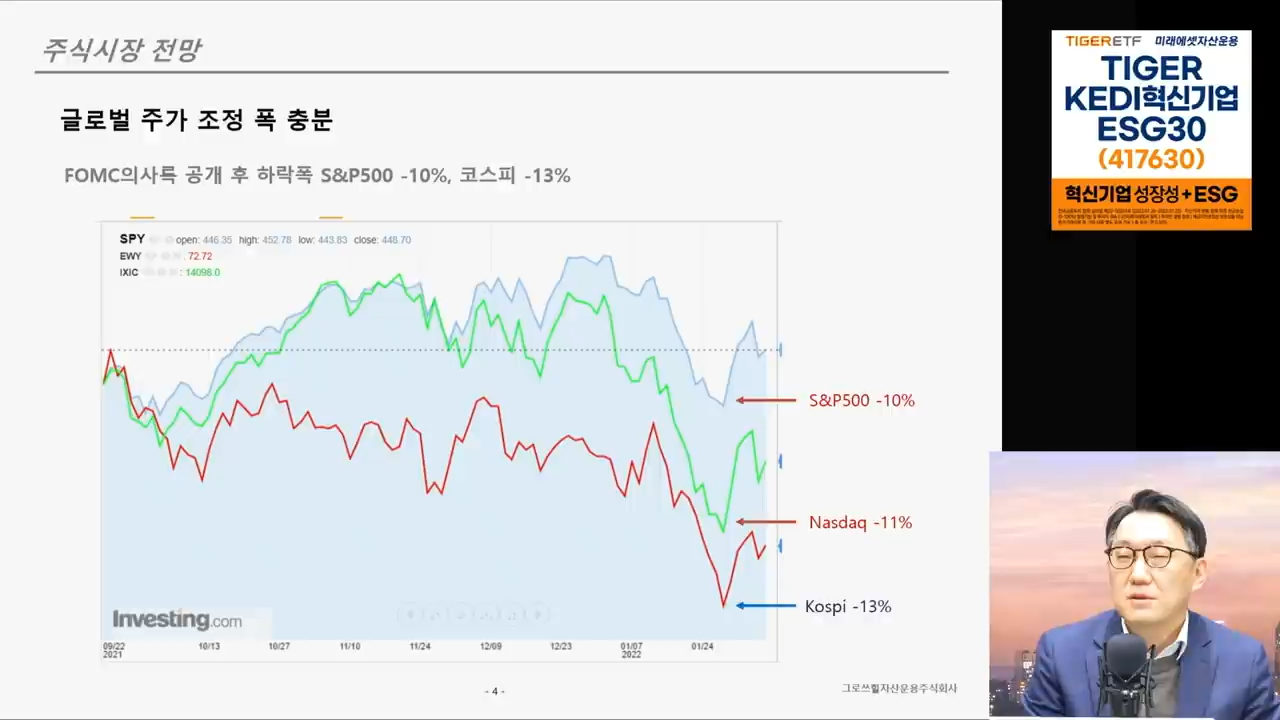 주식시장 전망
글로벌 주가 조정 폭 충분
FOMC의사록 공개 후 하락폭 S&P500 -10%, 코스피 -13%
SPY open: 446.35 high: 452.78 low: 443.83 close: 448.70
EWY : 72.72
IXIC : 14098.0
S&P500 -10%
Nasdaq -11%
Kospi -13%
Investing.com
09/22 10/13 10/27 11/10 11/24 12/09 12/23 01/07 01/24
2021 2022
- 4 -
그로쓰힐자산운용주식회사
TIGERETF 미래에셋자산운용
TIGER
KEDI혁신기업
ESG30
(417630)
혁신기업 성장성+ESG